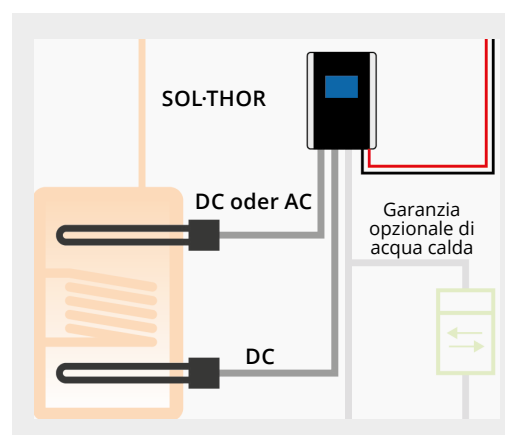 SOL·THOR
DC oder AC
Garanzia
opzionale di
acqua calda
DC